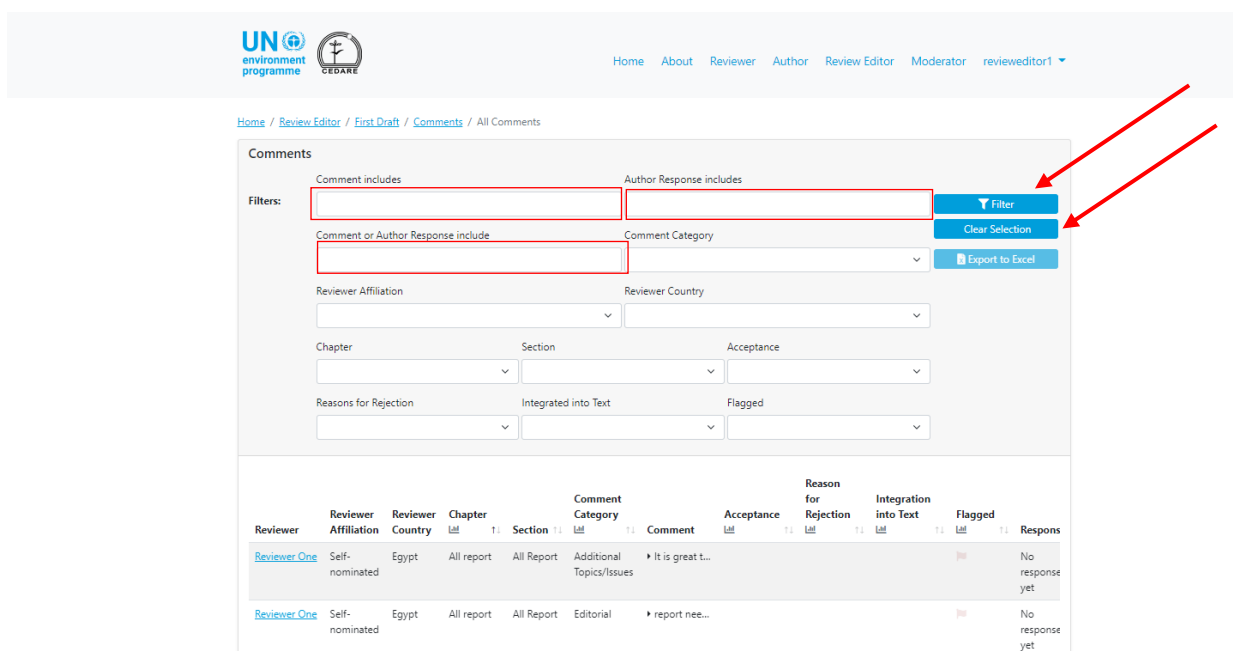 UN
environment
programme
CEDARE
Home About Reviewer Author Review Editor Moderator revieweditor1
Home / Review Editor / First Draft / Comments / All Comments
Comments
Comment includes Author Response includes
Filters: Filter
Clear Selection
Comment or Author Response include Comment Category
Export to Excel
Reviewer Affiliation Reviewer Country
Chapter Section Acceptance
Reasons for Rejection Integrated into Text Flagged
Reason
Comment for Integration
Reviewer Reviewer Chapter Category Acceptance Rejection into Text Flagged
Reviewer Affiliation Country Section Comment Respons
Reviewer One Self- Egypt All report All Report Additional It is great t... No
nominated Topics/Issues response
yet
Reviewer One Self- Egypt All report All Report Editorial report nee... No
nominated response
yet